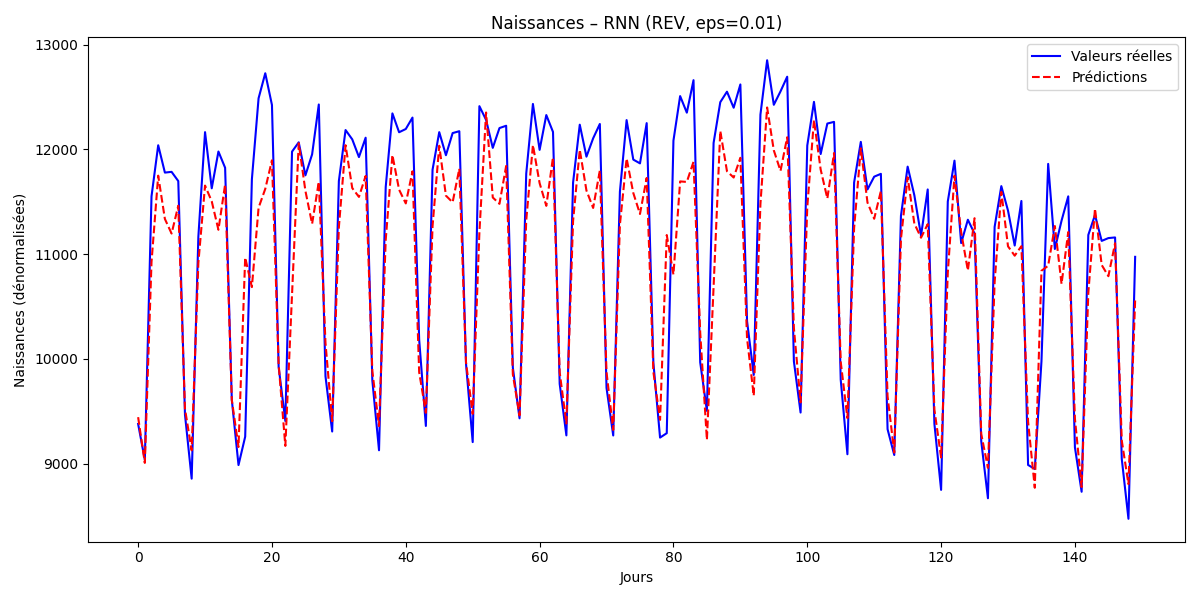 Naissances – RNN (REV, eps=0.01)
Valeurs réelles
Prédictions
Naissances (dénormalisées)
13000
12000
11000
10000
9000
0 20 40 60 80 100 120 140
Jours